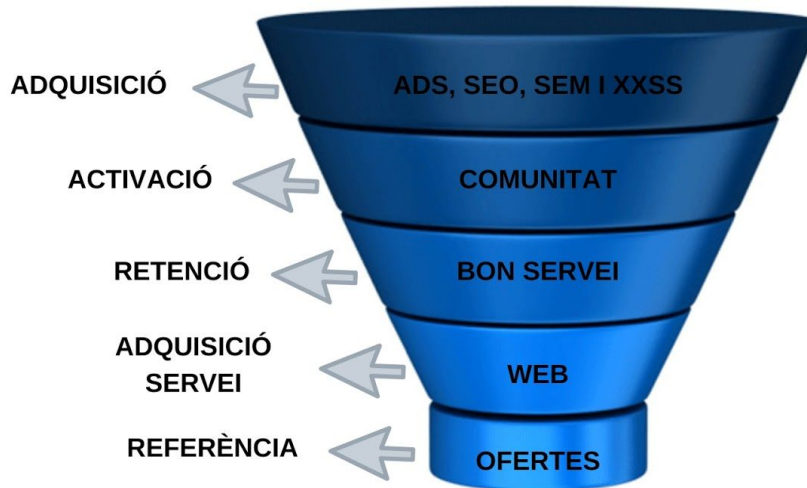 ADQUISICIÓ
ADS, SEO, SEM I XXSS
ACTIVACIÓ
COMUNITAT
RETENCIÓ
BON SERVEI
ADQUISICIÓ
SERVEI
WEB
REFERÈNCIA
OFERTES